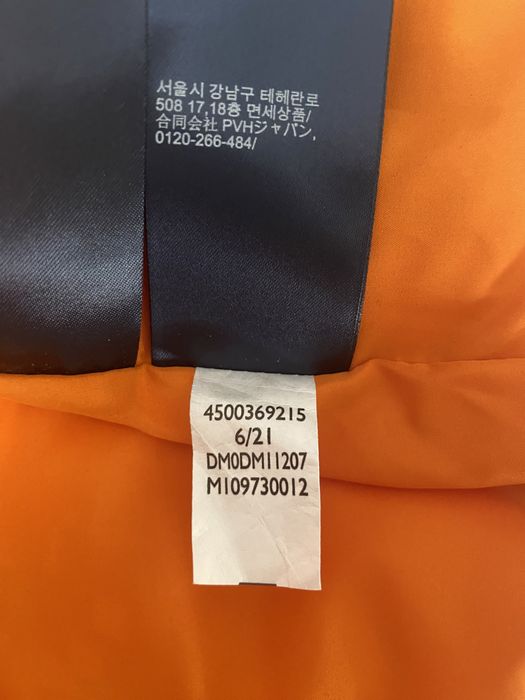 서울시 강남구 테헤란로
508 17,18층 면세상품/
合同会社 PVHジャパン,
0120-266-484/
4500369215
6/21
DM0DM11207
M109730012